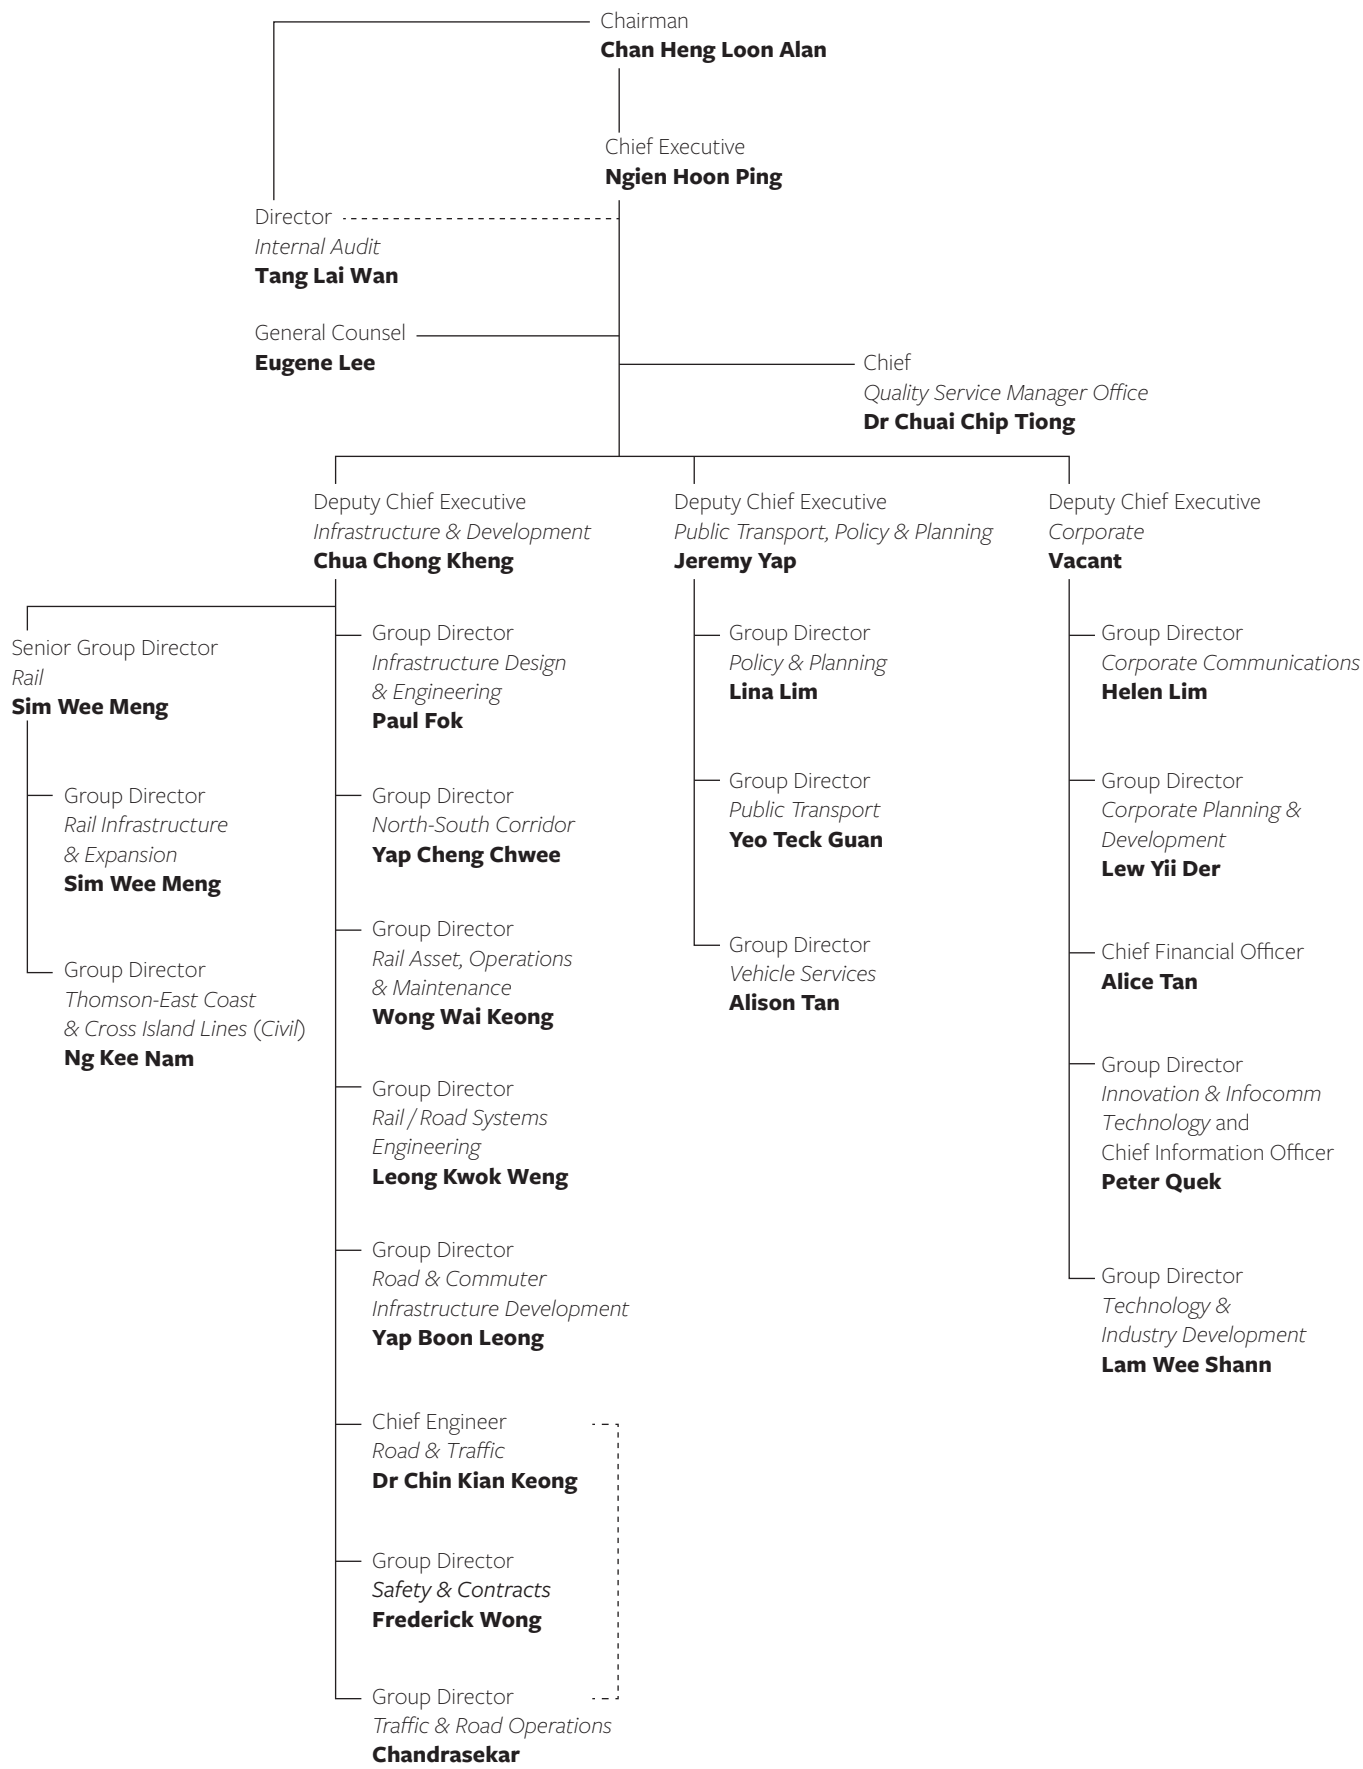 Chairman
Chan Heng Loon Alan
Chief Executive
Ngien Hoon Ping
Director
Internal Audit
Tang Lai Wan
General Counsel
Eugene Lee
Chief
Quality Service Manager Office
Dr Chuai Chip Tiong
Deputy Chief Executive
Infrastructure & Development
Chua Chong Kheng
Senior Group Director
Rail
Sim Wee Meng
Group Director
Rail Infrastructure
& Expansion
Sim Wee Meng
Group Director
Thomson-East Coast
& Cross Island Lines (Civil)
Ng Kee Nam
Group Director
Infrastructure Design
& Engineering
Paul Fok
Group Director
North-South Corridor
Yap Cheng Chwee
Group Director
Rail Asset, Operations
& Maintenance
Wong Wai Keong
Group Director
Rail / Road Systems
Engineering
Leong Kwok Weng
Group Director
Road & Commuter
Infrastructure Development
Yap Boon Leong
Chief Engineer
Road & Traffic
Dr Chin Kian Keong
Group Director
Safety & Contracts
Frederick Wong
Group Director
Traffic & Road Operations
Chandrasekar
Deputy Chief Executive
Public Transport, Policy & Planning
Jeremy Yap
Group Director
Policy & Planning
Lina Lim
Group Director
Public Transport
Yeo Teck Guan
Group Director
Vehicle Services
Alison Tan
Deputy Chief Executive
Corporate
Vacant
Group Director
Corporate Communications
Helen Lim
Group Director
Corporate Planning &
Development
Lew Yii Der
Chief Financial Officer
Alice Tan
Group Director
Innovation & Infocomm
Technology and
Chief Information Officer
Peter Quek
Group Director
Technology &
Industry Development
Lam Wee Shann